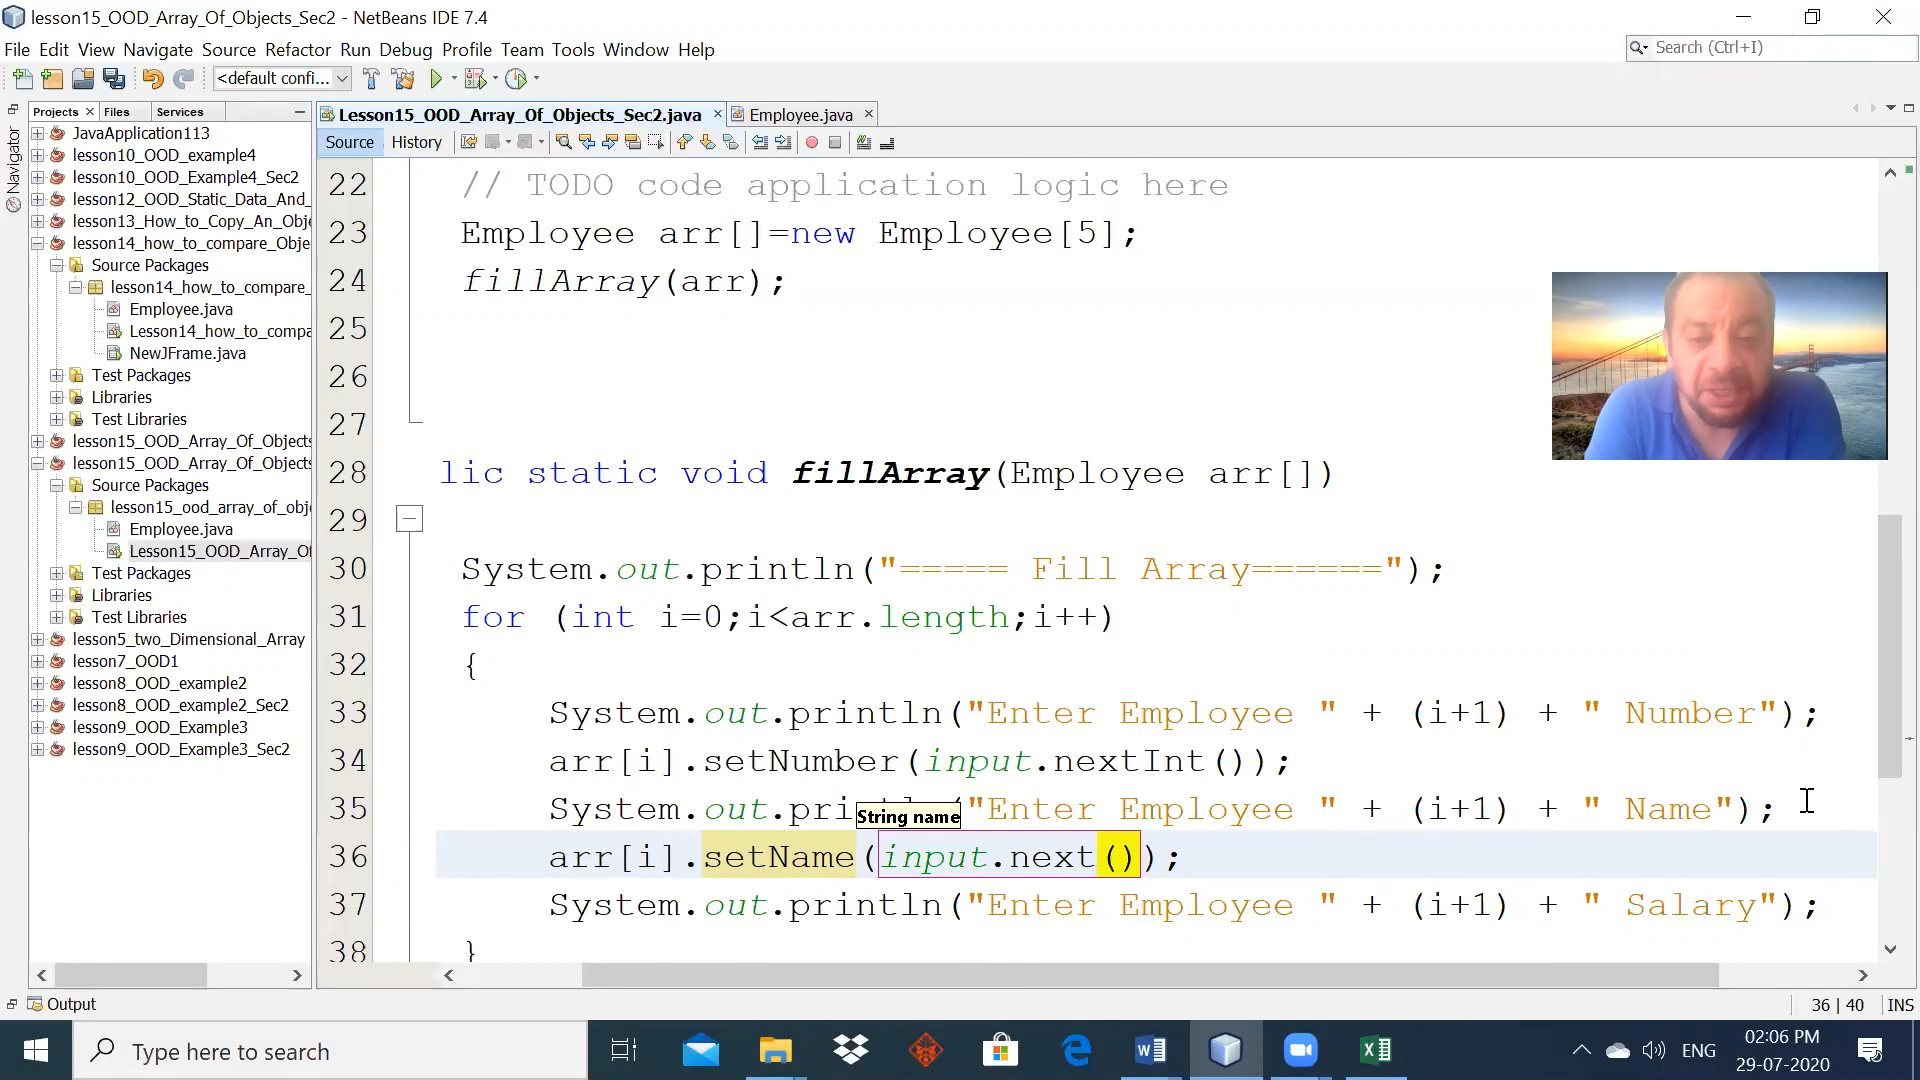 lesson15_OOD_Array_Of_Objects_Sec2 - NetBeans IDE 7.4
File Edit View Navigate Source Refactor Run Debug Profile Team Tools Window Help
Search (Ctrl+I)
<default confi...
Projects Files Services
Lesson15_OOD_Array_Of_Objects_Sec2.java Employee.java
Source History
Navigator
JavaApplication113
lesson10_OOD_example4
lesson10_OOD_Example4_Sec2
lesson12_OOD_Static_Data_And_
lesson13_How_to_Copy_An_Obje
lesson14_how_to_compare_Obje
Source Packages
lesson14_how_to_compare_
Employee.java
Lesson14_how_to_compa
NewJFrame.java
Test Packages
Libraries
Test Libraries
lesson15_OOD_Array_Of_Objects
lesson15_OOD_Array_Of_Objects
Source Packages
lesson15_ood_array_of_obje
Employee.java
Lesson15_OOD_Array_Of
Test Packages
Libraries
Test Libraries
lesson5_two_Dimensional_Array
lesson7_OOD1
lesson8_OOD_example2
lesson8_OOD_example2_Sec2
lesson9_OOD_Example3
lesson9_OOD_Example3_Sec2
22 // TODO code application logic here
23 Employee arr[]=new Employee[5];
24 fillArray(arr);
25
26
27
28 lic static void fillArray(Employee arr[])
29
30 System.out.println("===== Fill Array======");
31 for (int i=0;i<arr.length;i++)
32 {
33 System.out.println("Enter Employee " + (i+1) + " Number");
34 arr[i].setNumber(input.nextInt());
35 System.out.pri ("Enter Employee " + (i+1) + " Name");
String name
36 arr[i].setName(input.next());
37 System.out.println("Enter Employee " + (i+1) + " Salary");
38 }
Output
36 | 40 INS
Type here to search
ENG
02:06 PM
29-07-2020